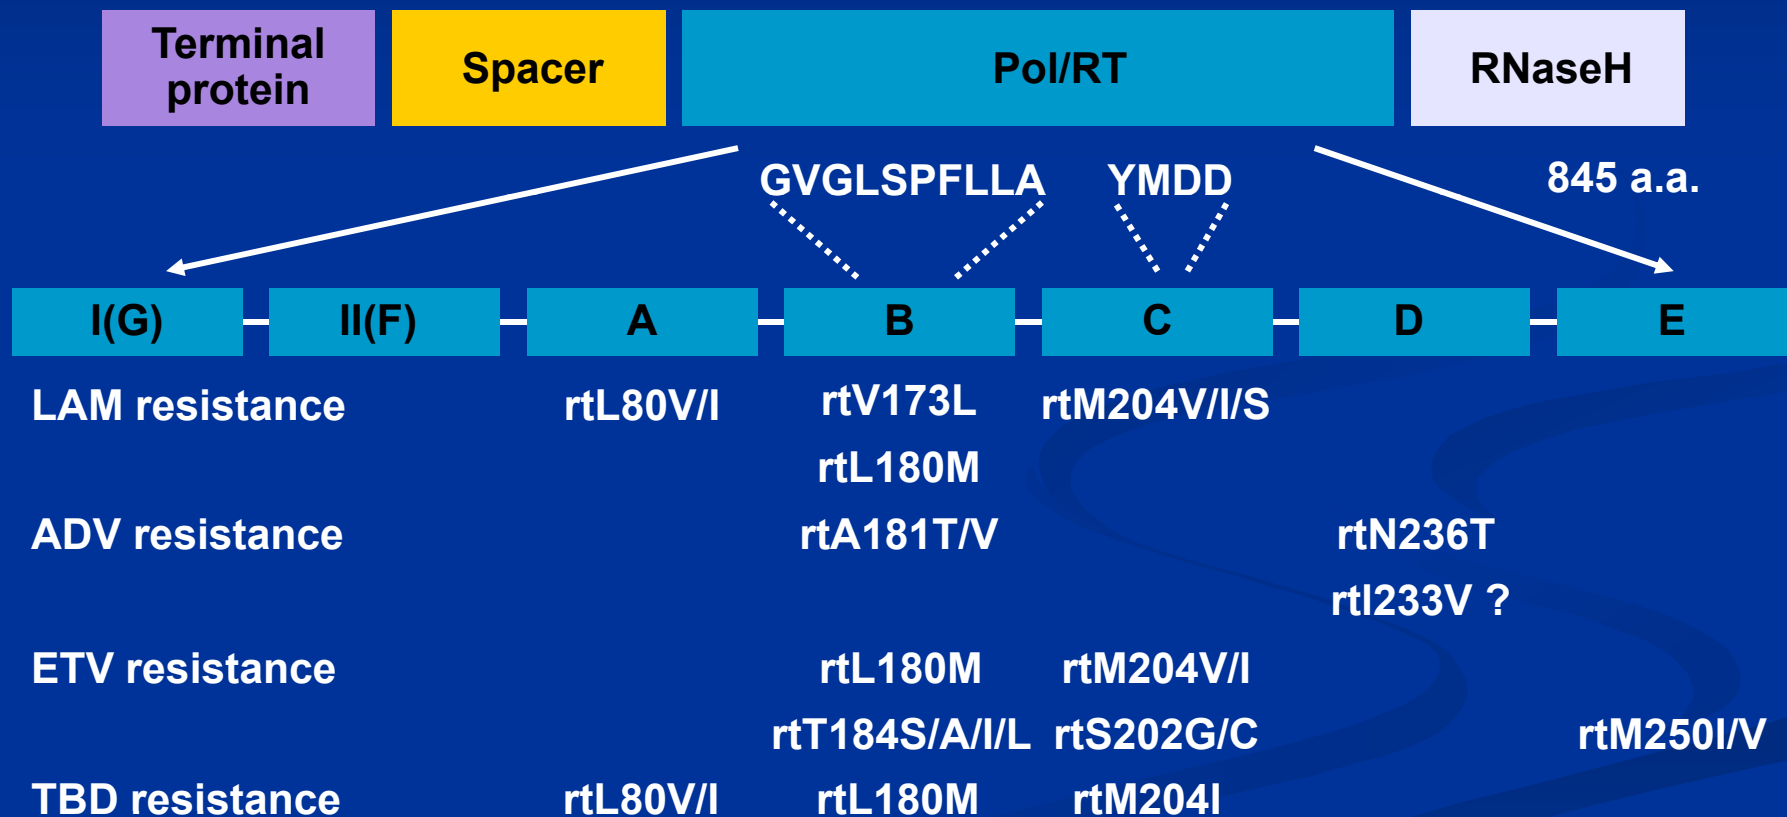 Terminal
protein
Spacer
Pol/RT
RNaseH
GVGLSPFLLA YMDD 845 a.a.
I(G) II(F) A B C D E
LAM resistance rtL80V/I rtV173L rtM204V/I/S
rtL180M
ADV resistance rtA181T/V rtN236T
rtI233V ?
ETV resistance rtL180M rtM204V/I
rtT184S/A/I/L rtS202G/C rtM250I/V
TBD resistance rtL80V/I rtL180M rtM204I